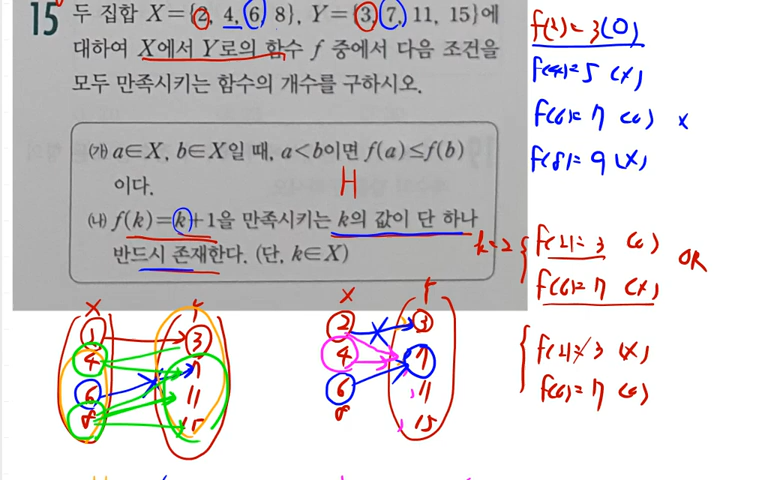 15 두 집합 X={2, 4, 6 8}, Y={3, 7, 11, 15}에
대하여 X에서 Y로의 함수 f 중에서 다음 조건을
모두 만족시키는 함수의 개수를 구하시오.
㈎ a∈X, b∈X일 때, a<b이면 f(a)≤f(b)
이다.
H
㈏ f(k)=k+1을 만족시키는 k의 값이 단 하나
반드시 존재한다. (단, k∈X)
f(2)=3(O)
f(4)=5 (X)
f(6)=7 (o) x
f(8)=9 (X)
k=2
f(2)=3 (o)
f(6)=7 (X)
OR
f(2)≠3 (X)
f(6)=7 (o)
X Y
1 3
4 7
6 11
8 15
X Y
2 3
4 7
6 11
8 15